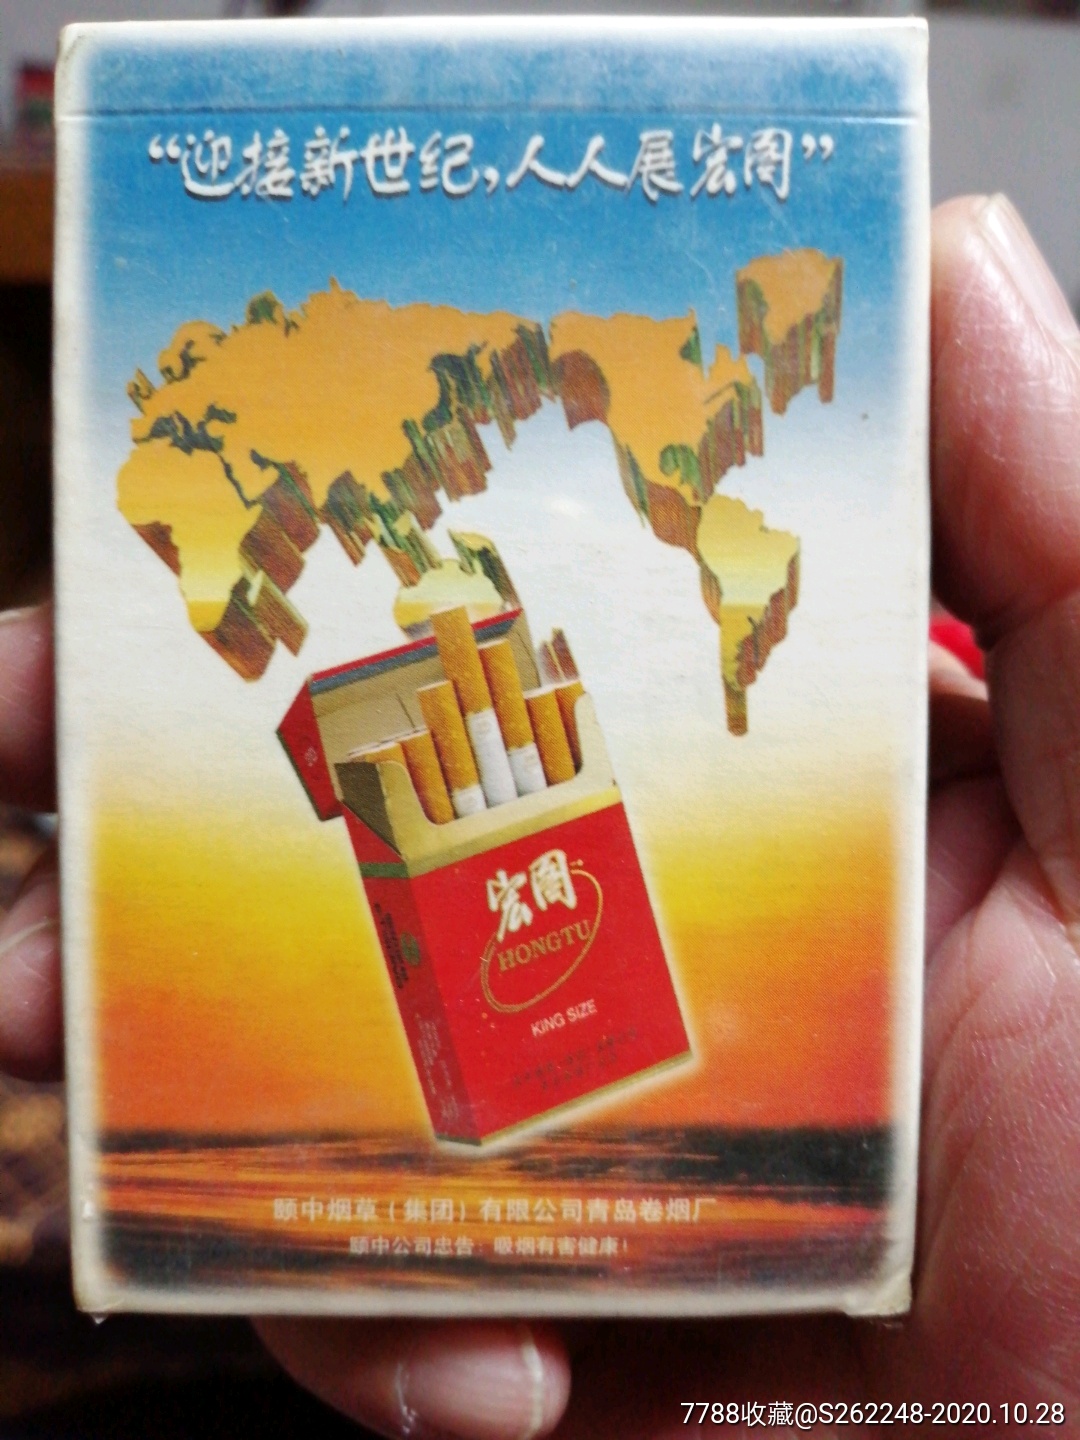 “迎接新世纪，人人展宏图”
宏图
HONGTU
KING SIZE
颐中烟草（集团）有限公司青岛卷烟厂
颐中公司忠告：吸烟有害健康！
7788收藏@S262248-2020.10.28